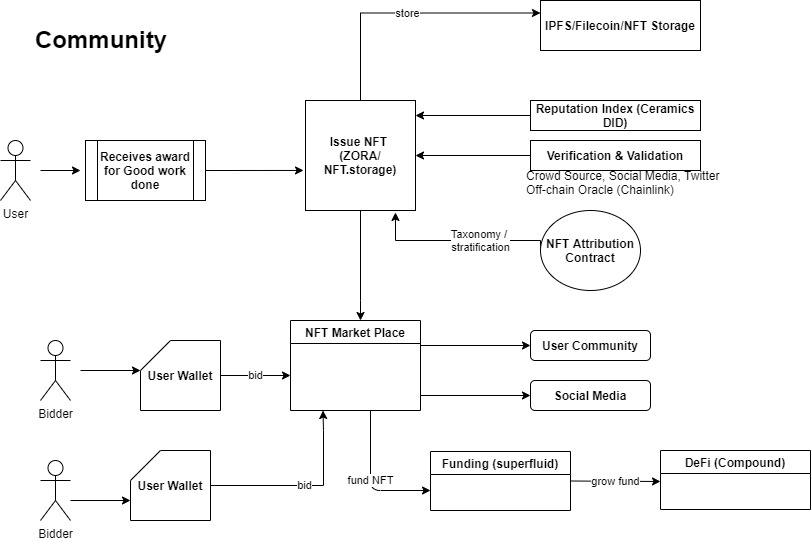 store
IPFS/Filecoin/NFT Storage
Community
Issue NFT
(ZORA/
NFT.storage)
Reputation Index (Ceramics
DID)
Receives award
for Good work
done
Verification & Validation
Crowd Source, Social Media, Twitter
Off-chain Oracle (Chainlink)
User
Taxonomy /
stratification
NFT Attribution
Contract
NFT Market Place
User Community
User Wallet
bid
Social Media
Bidder
User Wallet
bid
fund NFT
Funding (superfluid)
grow fund
DeFi (Compound)
Bidder